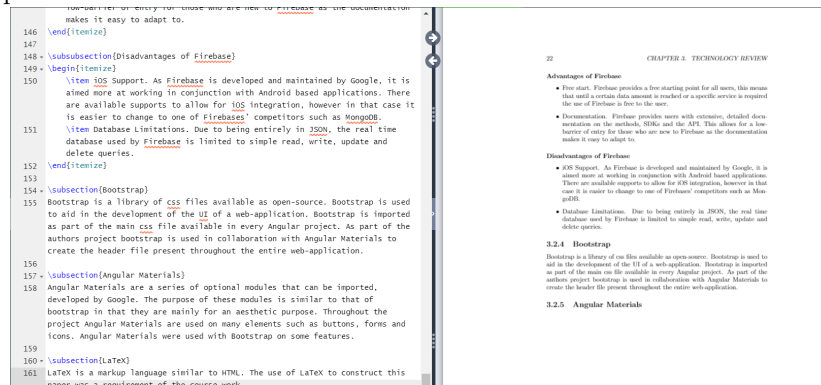 low-barrier of entry for those who are new to Firebase as the documentation
makes it easy to adapt to.
146 \end{itemize}
147
148 \subsubsection{Disadvantages of Firebase}
149 \begin{itemize}
150 \item iOS Support. As Firebase is developed and maintained by Google, it is
aimed more at working in conjunction with Android based applications. There
are available supports to allow for iOS integration, however in that case it
is easier to change to one of Firebases' competitors such as MongoDB.
151 \item Database Limitations. Due to being entirely in JSON, the real time
database used by Firebase is limited to simple read, write, update and
delete queries.
152 \end{itemize}
153
154 \subsection{Bootstrap}
155 Bootstrap is a library of css files available as open-source. Bootstrap is used
to aid in the development of the UI of a web-application. Bootstrap is imported
as part of the main css file available in every Angular project. As part of the
authors project bootstrap is used in collaboration with Angular Materials to
create the header file present throughout the entire web-application.
156
157 \subsection{Angular Materials}
158 Angular Materials are a series of optional modules that can be imported,
developed by Google. The purpose of these modules is similar to that of
bootstrap in that they are mainly for an aesthetic purpose. Throughout the
project Angular Materials are used on many elements such as buttons, forms and
icons. Angular Materials were used with Bootstrap on some features.
159
160 \subsection{LaTeX}
161 LaTeX is a markup language similar to HTML. The use of LaTeX to construct this
paper was a requirement of the course work
22 CHAPTER 3. TECHNOLOGY REVIEW
Advantages of Firebase
• Free start. Firebase provides a free starting point for all users, this means
that until a certain data amount is reached or a specific service is required
the use of Firebase is free to the user.
• Documentation. Firebase provides users with extensive, detailed docu-
mentation on the methods, SDKs and the API. This allows for a low-
barrier of entry for those who are new to Firebase as the documentation
makes it easy to adapt to.
Disadvantages of Firebase
• iOS Support. As Firebase is developed and maintained by Google, it is
aimed more at working in conjunction with Android based applications.
There are available supports to allow for iOS integration, however in that
case it is easier to change to one of Firebases' competitors such as Mon-
goDB.
• Database Limitations. Due to being entirely in JSON, the real time
database used by Firebase is limited to simple read, write, update and
delete queries.
3.2.4 Bootstrap
Bootstrap is a library of css files available as open-source. Bootstrap is used to
aid in the development of the UI of a web-application. Bootstrap is imported
as part of the main css file available in every Angular project. As part of the
authors project bootstrap is used in collaboration with Angular Materials to
create the header file present throughout the entire web-application.
3.2.5 Angular Materials